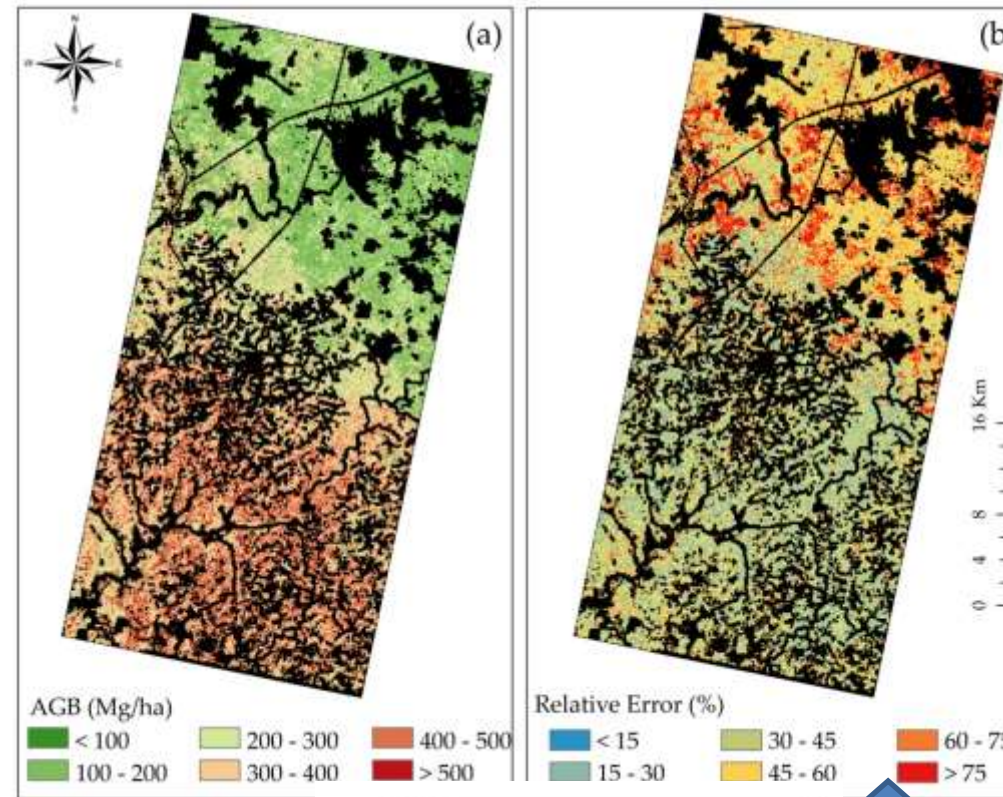 N
W E
S
(a)
(b
16 Km
8
4
0
AGB (Mg/ha)
< 100
200 - 300
400 - 500
100 - 200
300 - 400
> 500
Relative Error (%)
< 15
30 - 45
60 - 75
15 - 30
45 - 60
> 75